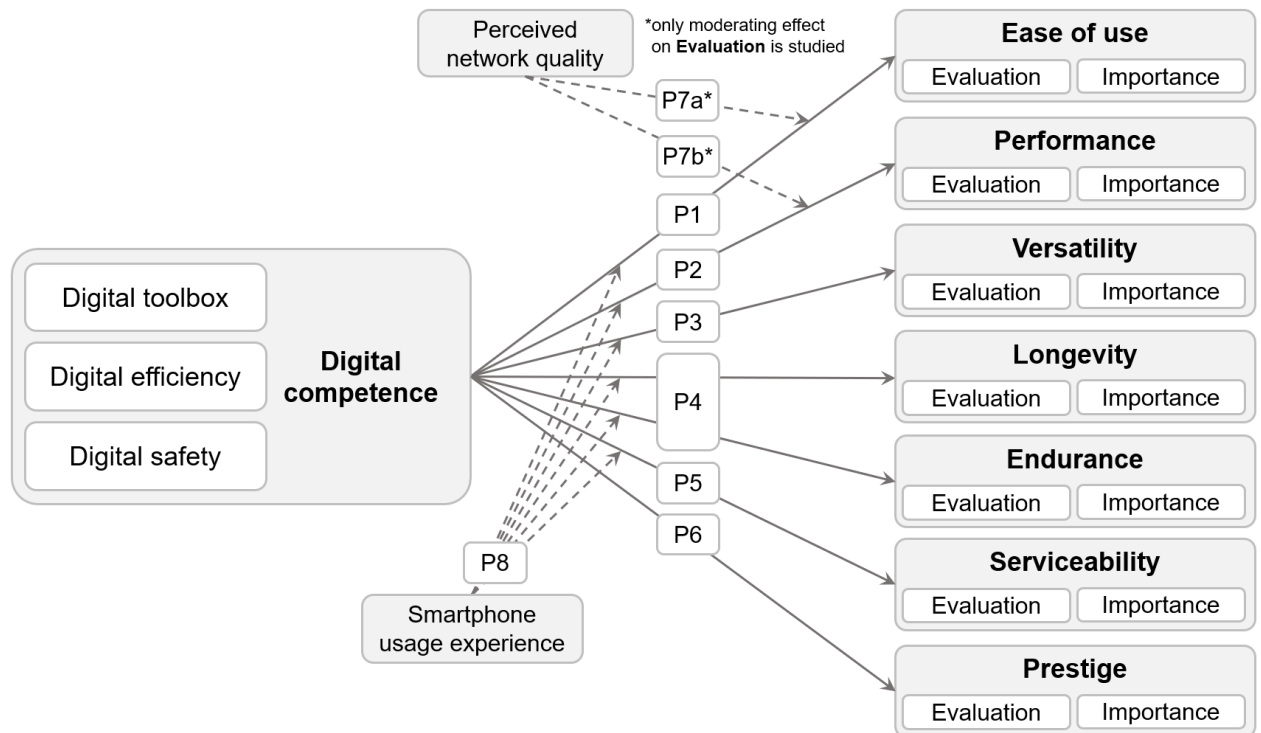 Perceived
network quality
*only moderating effect
on Evaluation is studied
P7a*
P7b*
P1
P2
P3
P4
P5
P6
Digital toolbox
Digital efficiency
Digital safety
Digital
competence
P8
Smartphone
usage experience
Ease of use
Evaluation Importance
Performance
Evaluation Importance
Versatility
Evaluation Importance
Longevity
Evaluation Importance
Endurance
Evaluation Importance
Serviceability
Evaluation Importance
Prestige
Evaluation Importance